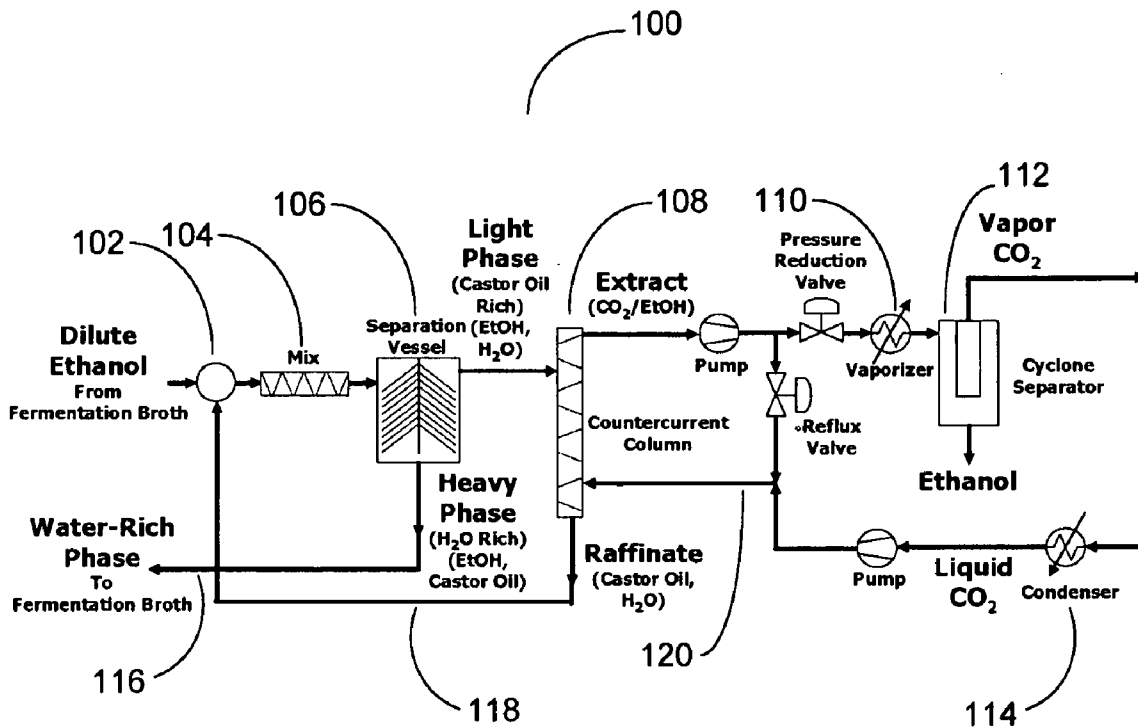 100
102
104
106
108
110
112
Light
Phase
(Castor Oil
Rich)
(EtOH,
H2O)
Extract
(CO2/EtOH)
Pressure
Reduction
Valve
Vapor
CO2
Dilute
Ethanol
From
Fermentation Broth
Mix
Separation
Vessel
Pump
Vaporizer
Cyclone
Separator
Countercurrent
Column
Reflux
Valve
Ethanol
Heavy
Phase
(H2O Rich)
(EtOH,
Castor Oil)
Water-Rich
Phase
To
Fermentation Broth
Raffinate
(Castor Oil,
H2O)
Pump
Liquid
CO2
Condenser
116
118
120
114